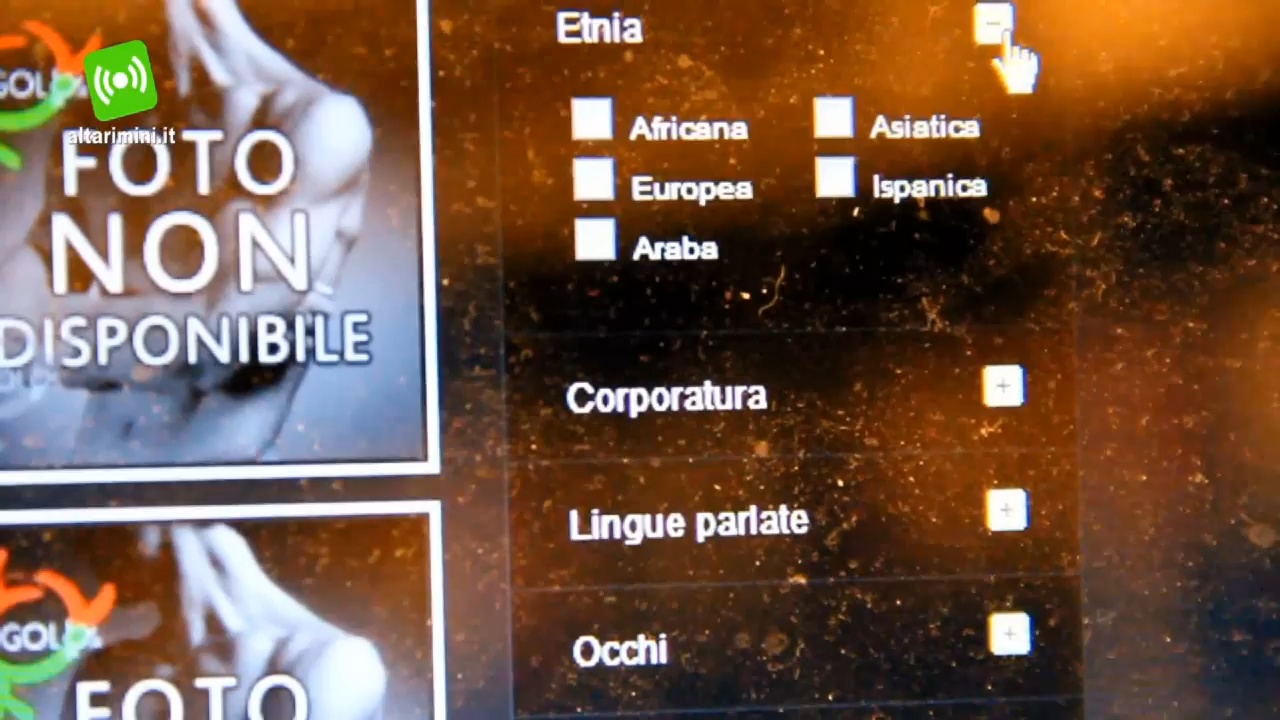 altarimini.it
FOTO
NON
DISPONIBILE
FOTO
Etnia
Africana
Asiatica
Europea
Ispanica
Araba
Corporatura
Lingue parlate
Occhi